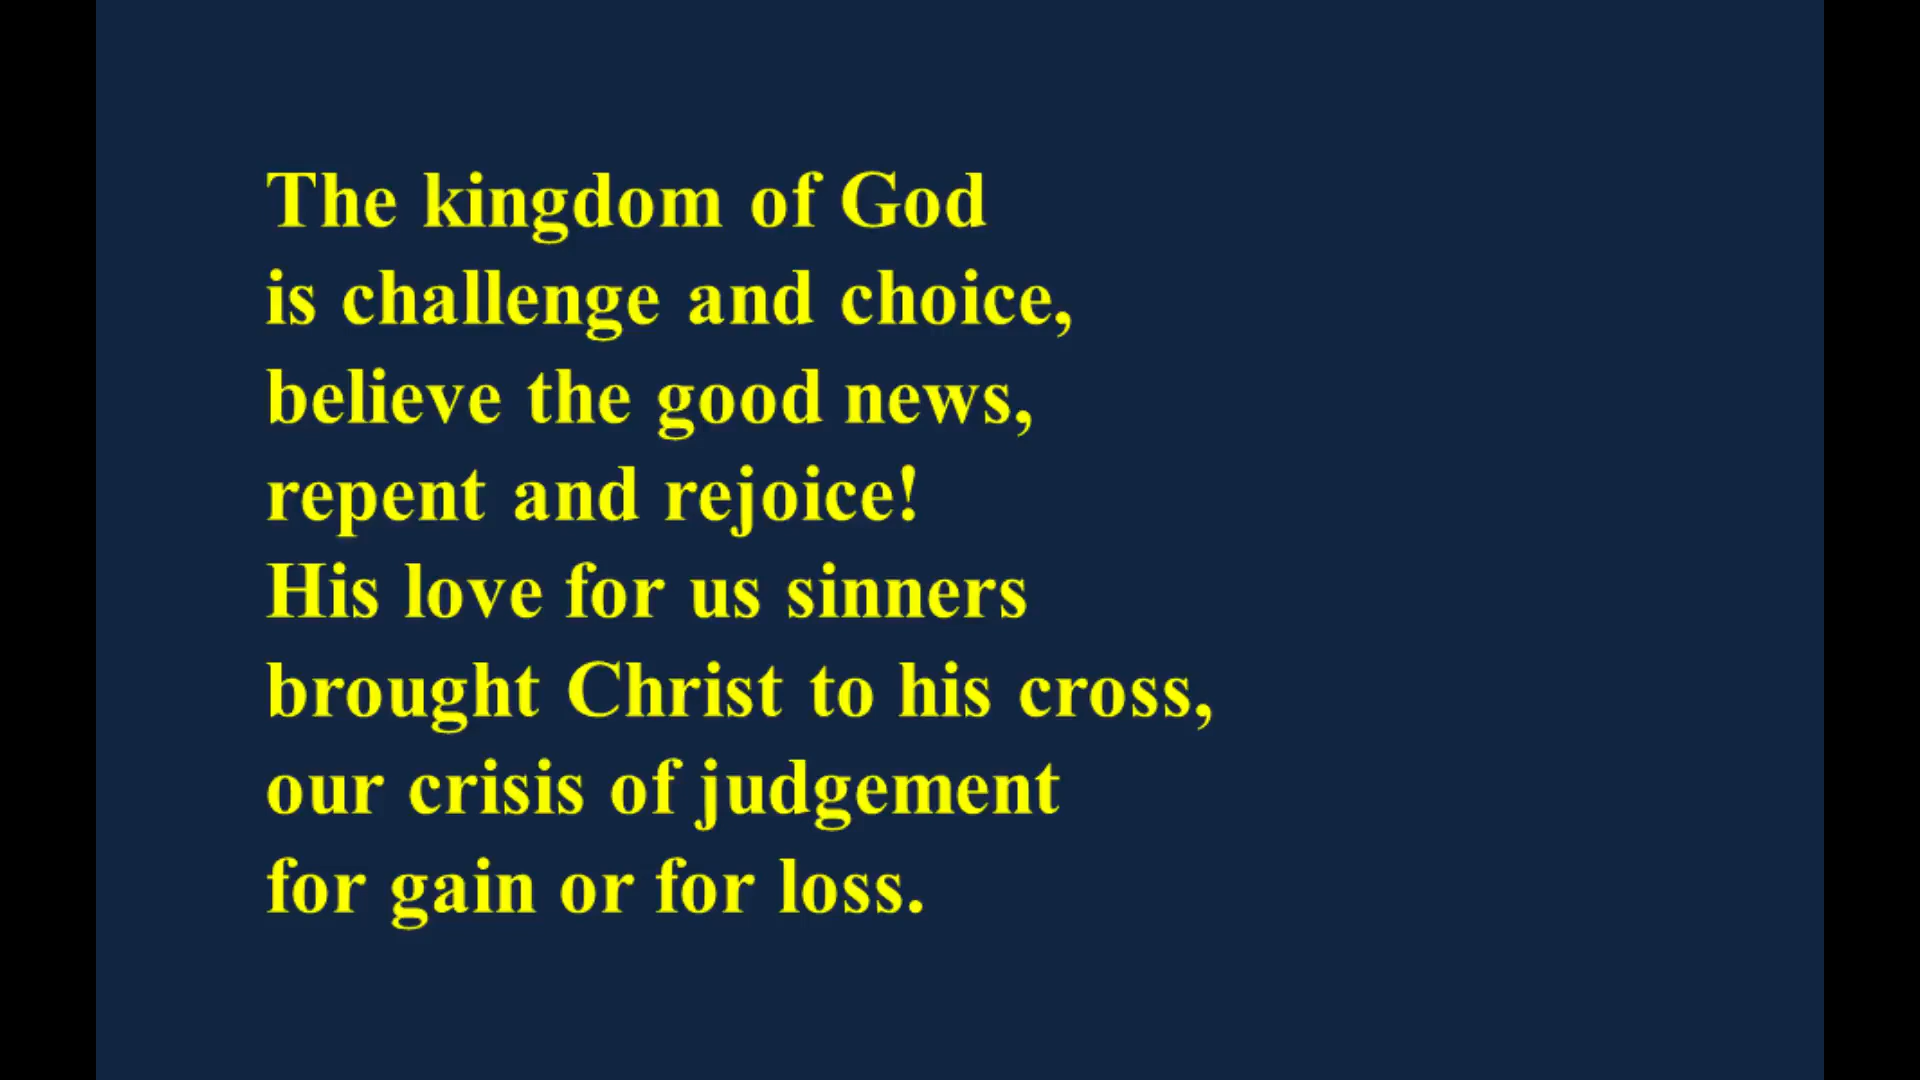 The kingdom of God
is challenge and choice,
believe the good news,
repent and rejoice!
His love for us sinners
brought Christ to his cross,
our crisis of judgement
for gain or for loss.